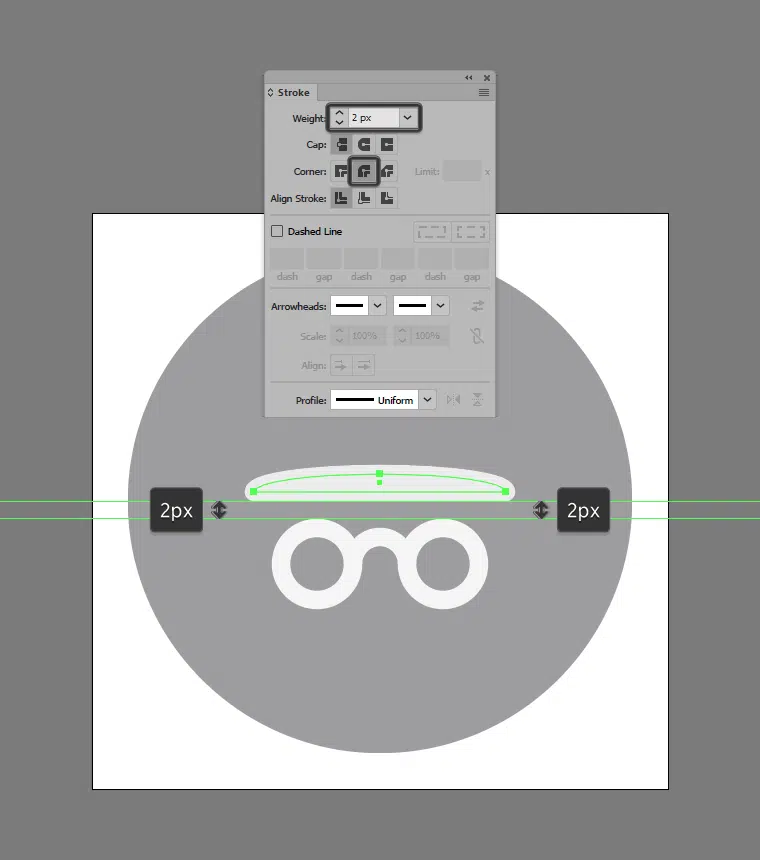 Stroke
Weight: 2 px
Cap:
Corner: Limit: x
Align Stroke:
Dashed Line
dash gap dash gap dash gap
Arrowheads:
Scale: 100% 100%
Align:
Profile: Uniform
2px 2px